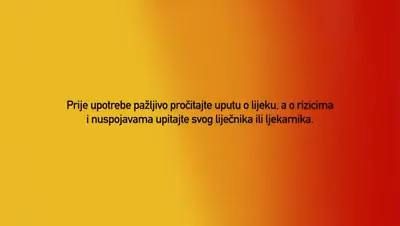 Prije upotrebe pažljivo pročitajte uputu o lijeku, a o rizicima
i nuspojavama upitajte svog liječnika ili ljekarnika.